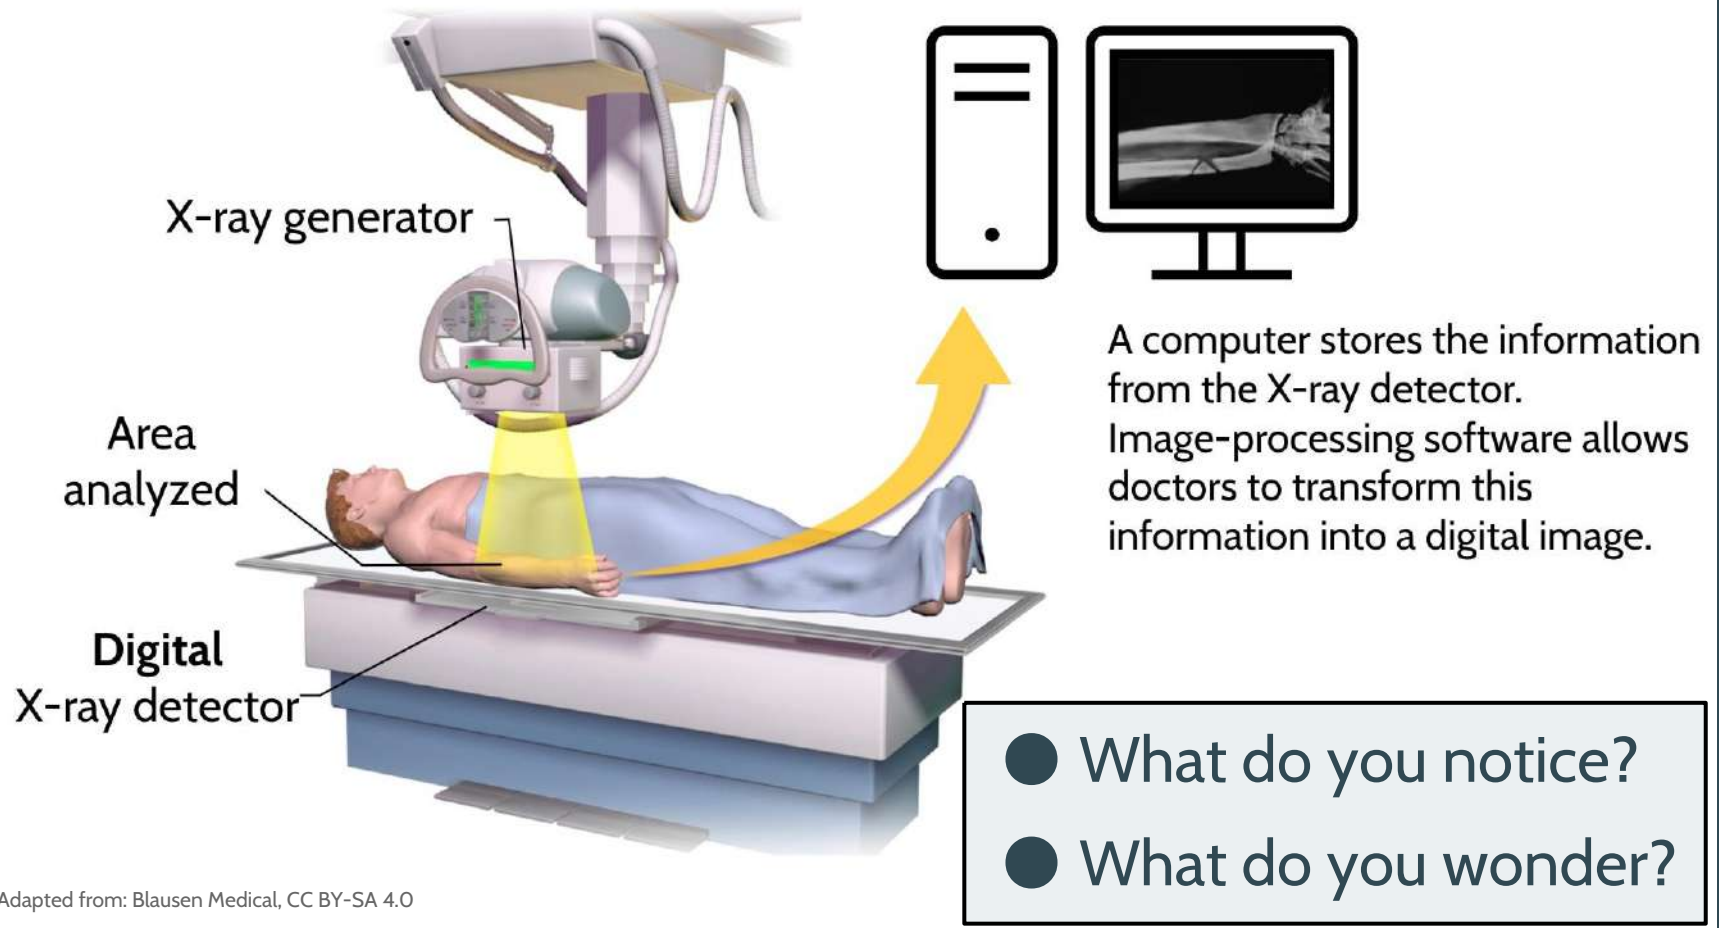 X-ray generator
Area
analyzed
Digital
X-ray detector
A computer stores the information
from the X-ray detector.
Image-processing software allows
doctors to transform this
information into a digital image.
● What do you notice?
● What do you wonder?
Adapted from: Blausen Medical, CC BY-SA 4.0